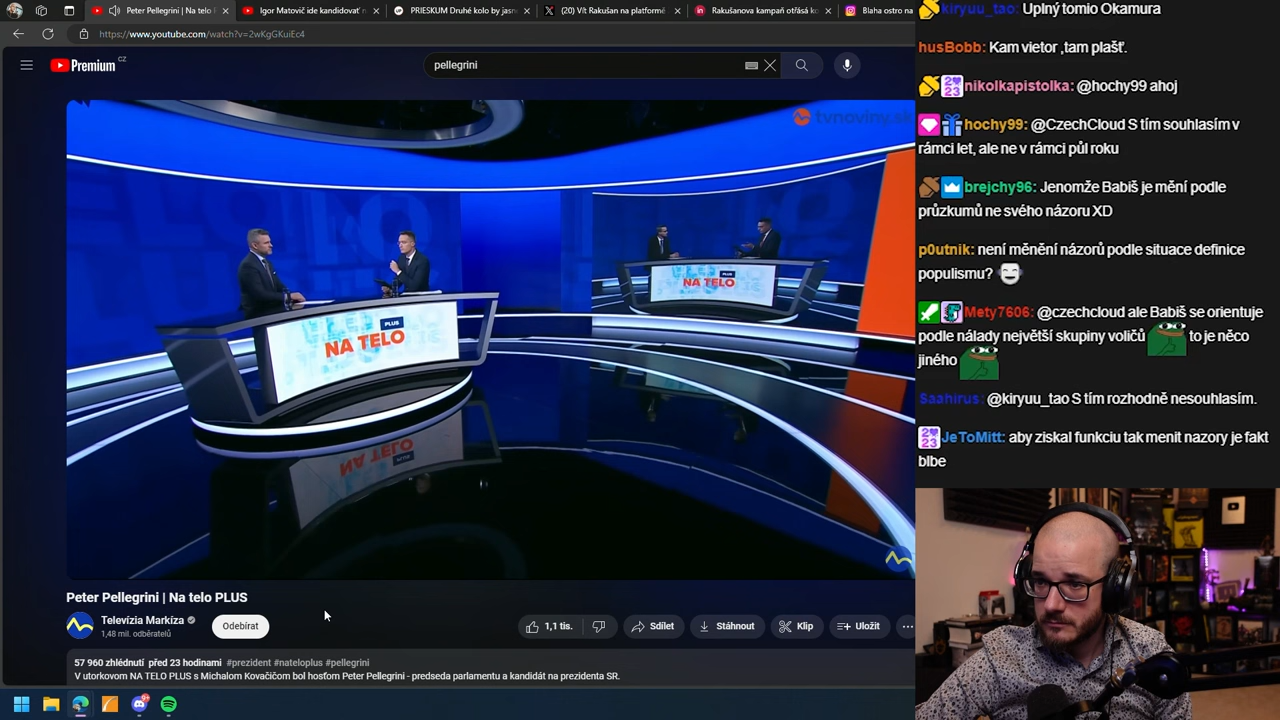 Peter Pellegrini | Na telo
Igor Matovič ide kandidovať
PRIESKUM Druhé kolo by jasn
(20) Vít Rakušan na platformě
Rakušanova kampaň otřásá ko
Blaha ostro na
https://www.youtube.com/watch?v=2wKgGKuiEc4
Premium CZ
pellegrini
tvnoviny.sk
NA TELO PLUS
NA TELO PLUS
Peter Pellegrini | Na telo PLUS
Televízia Markíza
1,48 mil. odběratelů
Odebírat
1,1 tis.
Sdílet
Stáhnout
Klip
Uložit
57 960 zhlédnutí před 23 hodinami #prezident #nateloplus #pellegrini
V utorkovom NA TELO PLUS s Michalom Kovačičom bol hosťom Peter Pellegrini - predseda parlamentu a kandidát na prezidenta SR.
kiryuu_tao: Úplný tomio Okamura
husBobb: Kam vietor ,tam plašť.
nikolkapistolka: @hochy99 ahoj
hochy99: @CzechCloud S tím souhlasím v
rámci let, ale ne v rámci půl roku
brejchy96: Jenomže Babiš je mění podle
průzkumů ne svého názoru XD
p0utnik: není měnění názorů podle situace definice
populismu?
Mety7606: @czechcloud ale Babiš se orientuje
podle nálady největší skupiny voličů to je něco
jiného
Saahirus: @kiryuu_tao S tím rozhodně nesouhlasím.
JeToMitt: aby ziskal funkciu tak menit nazory je fakt
blbe